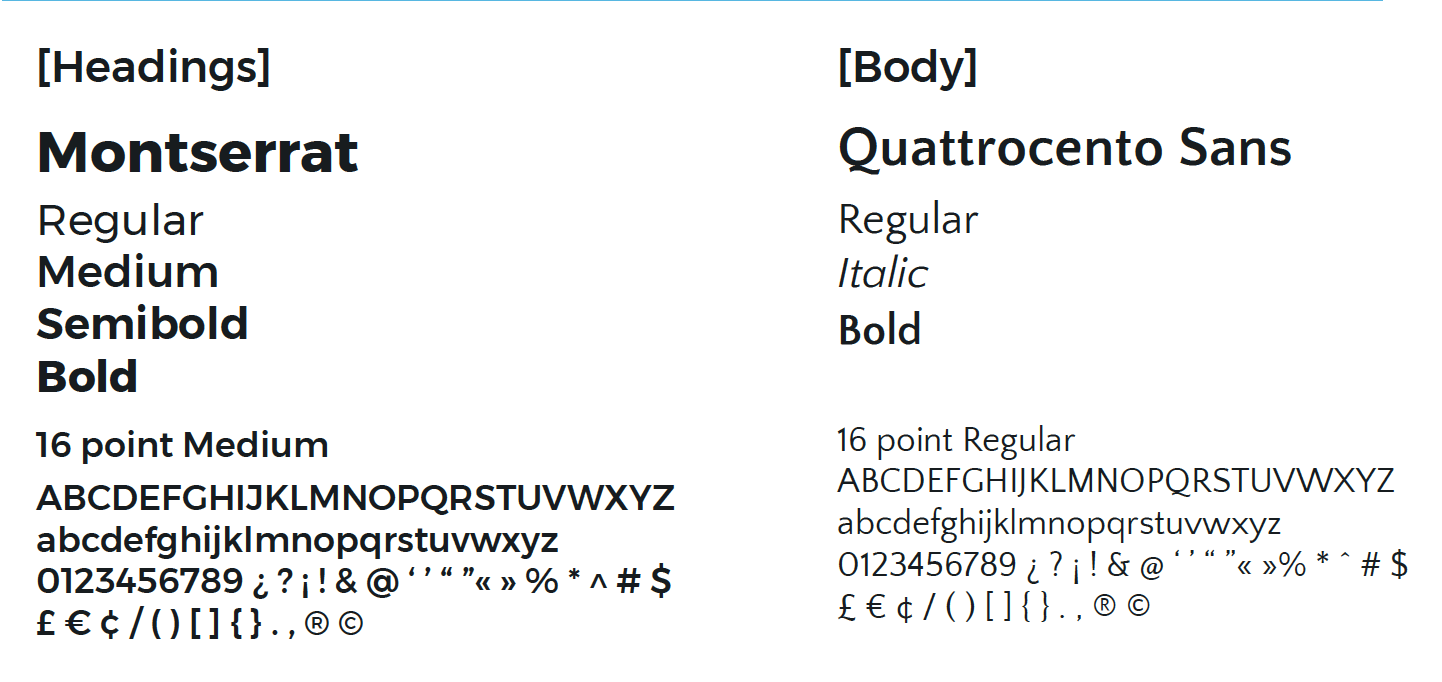 [Headings]
Montserrat
Regular
Medium
Semibold
Bold
16 point Medium
ABCDEFGHIJKLMNOPQRSTUVWXYZ
abcdefghijklmnopqrstuvwxyz
0123456789 ¿ ? ¡ ! & @ ‘ ’ “ ” « » % * ^ # $
£ € ¢ / ( ) [ ] { } . , ® ©
[Body]
Quattrocento Sans
Regular
Italic
Bold
16 point Regular
ABCDEFGHIJKLMNOPQRSTUVWXYZ
abcdefghijklmnopqrstuvwxyz
0123456789 ¿ ? ¡ ! & @ ‘ ’ “ ” « »% * ˆ # $
£ € ¢ / ( ) [ ] { } . , ® ©